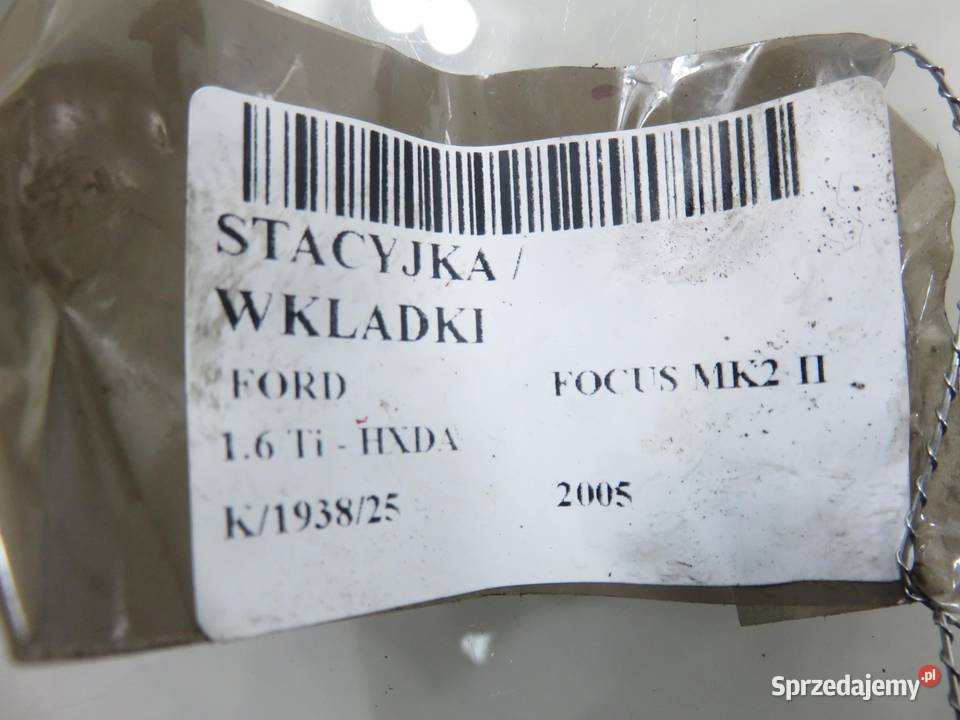 STACYJKA /
WKLADKI
FORD FOCUS MK2 II
1.6 Ti - HXDA
K/1938/25 2005
Sprzedajemy.pl